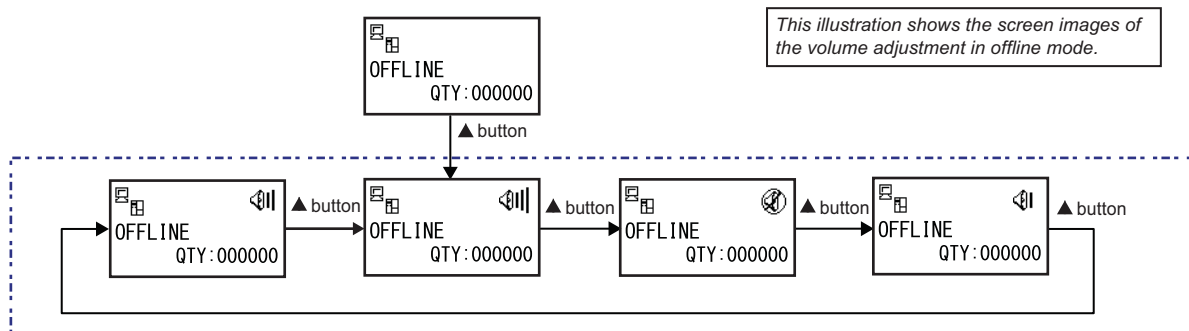 This illustration shows the screen images of
the volume adjustment in offline mode.
OFFLINE
QTY:000000
▲ button
OFFLINE
QTY:000000
▲ button
OFFLINE
QTY:000000
▲ button
OFFLINE
QTY:000000
▲ button
OFFLINE
QTY:000000
▲ button